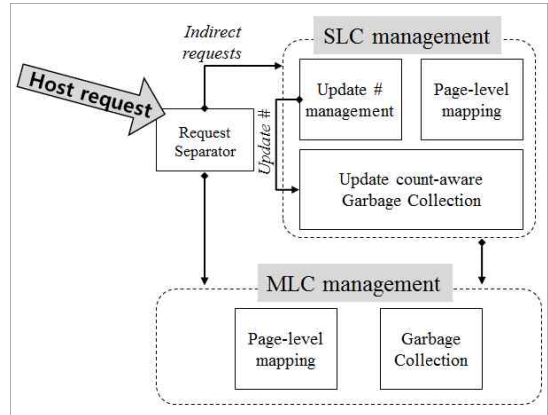 Indirect
requests
SLC management
Host request
Update #
management
Page-level
mapping
Request
Separator
Update #
Update count-aware
Garbage Collection
MLC management
Page-level
mapping
Garbage
Collection